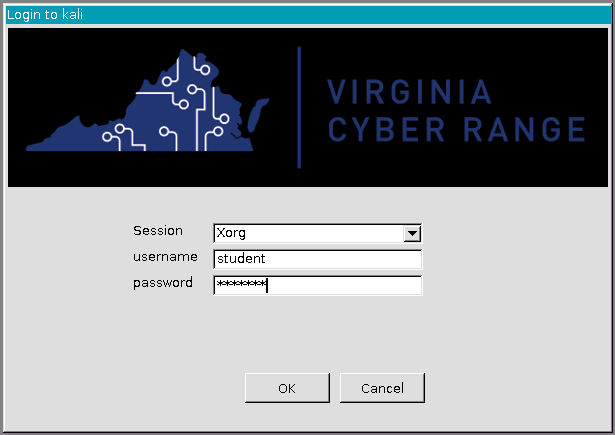 Login to kali
VIRGINIA
CYBER RANGE
Session Xorg
username student
password *******
OK Cancel